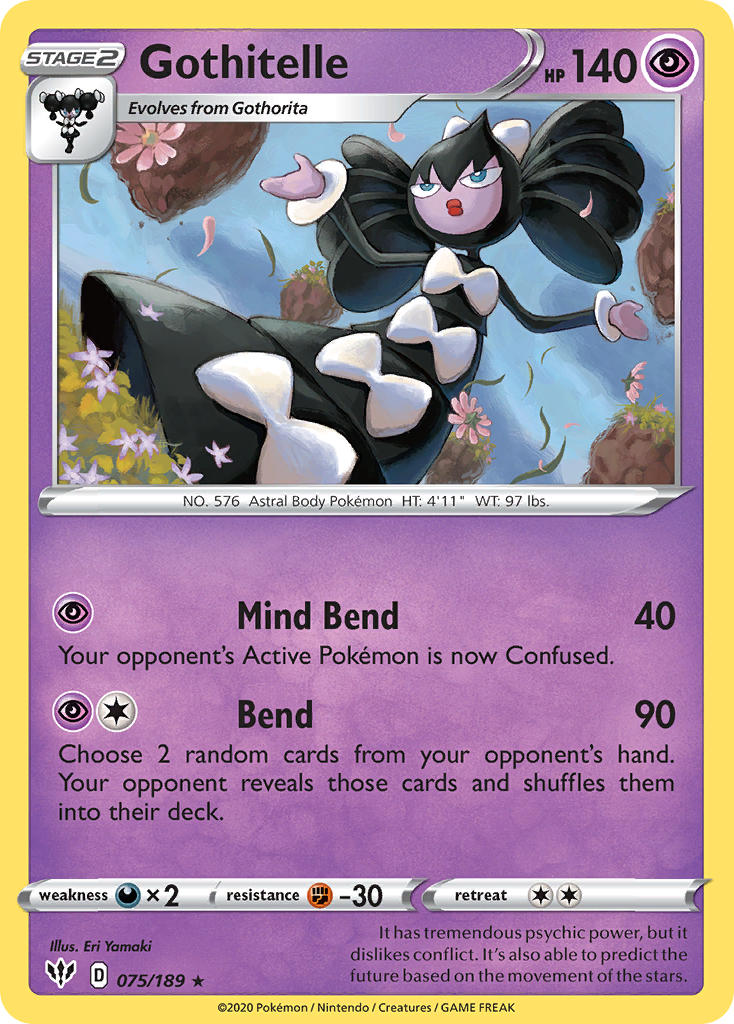 STAGE2
Gothitelle
HP 140
Evolves from Gothorita
NO. 576 Astral Body Pokémon HT: 4'11" WT: 97 lbs.
Mind Bend 40
Your opponent's Active Pokémon is now Confused.
Bend 90
Choose 2 random cards from your opponent's hand.
Your opponent reveals those cards and shuffles them
into their deck.
weakness ×2 resistance -30 retreat
Illus. Eri Yamaki
D 075/189 ★
It has tremendous psychic power, but it
dislikes conflict. It's also able to predict the
future based on the movement of the stars.
©2020 Pokémon / Nintendo / Creatures / GAME FREAK